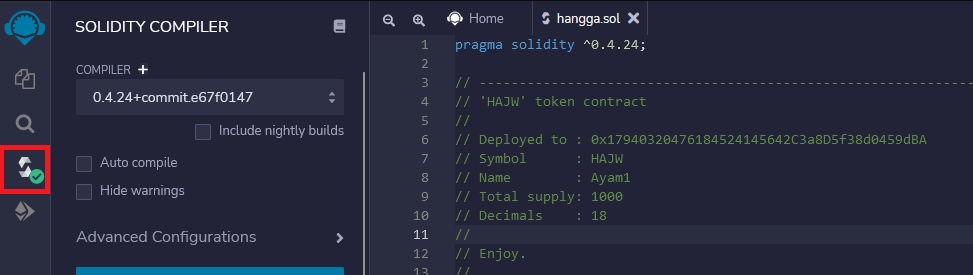 SOLIDITY COMPILER
COMPILER +
0.4.24+commit.e67f0147
Include nightly builds
Auto compile
Hide warnings
Advanced Configurations
Home
hangga.sol
1 pragma solidity ^0.4.24;
2
3 // ----------------------------------------------------------
4 // 'HAJW' token contract
5 //
6 // Deployed to : 0x17940320476184524145642C3a8D5f38d0459dBA
7 // Symbol      : HAJW
8 // Name        : Ayam1
9 // Total supply: 1000
10 // Decimals    : 18
11 //
12 // Enjoy.
13 //